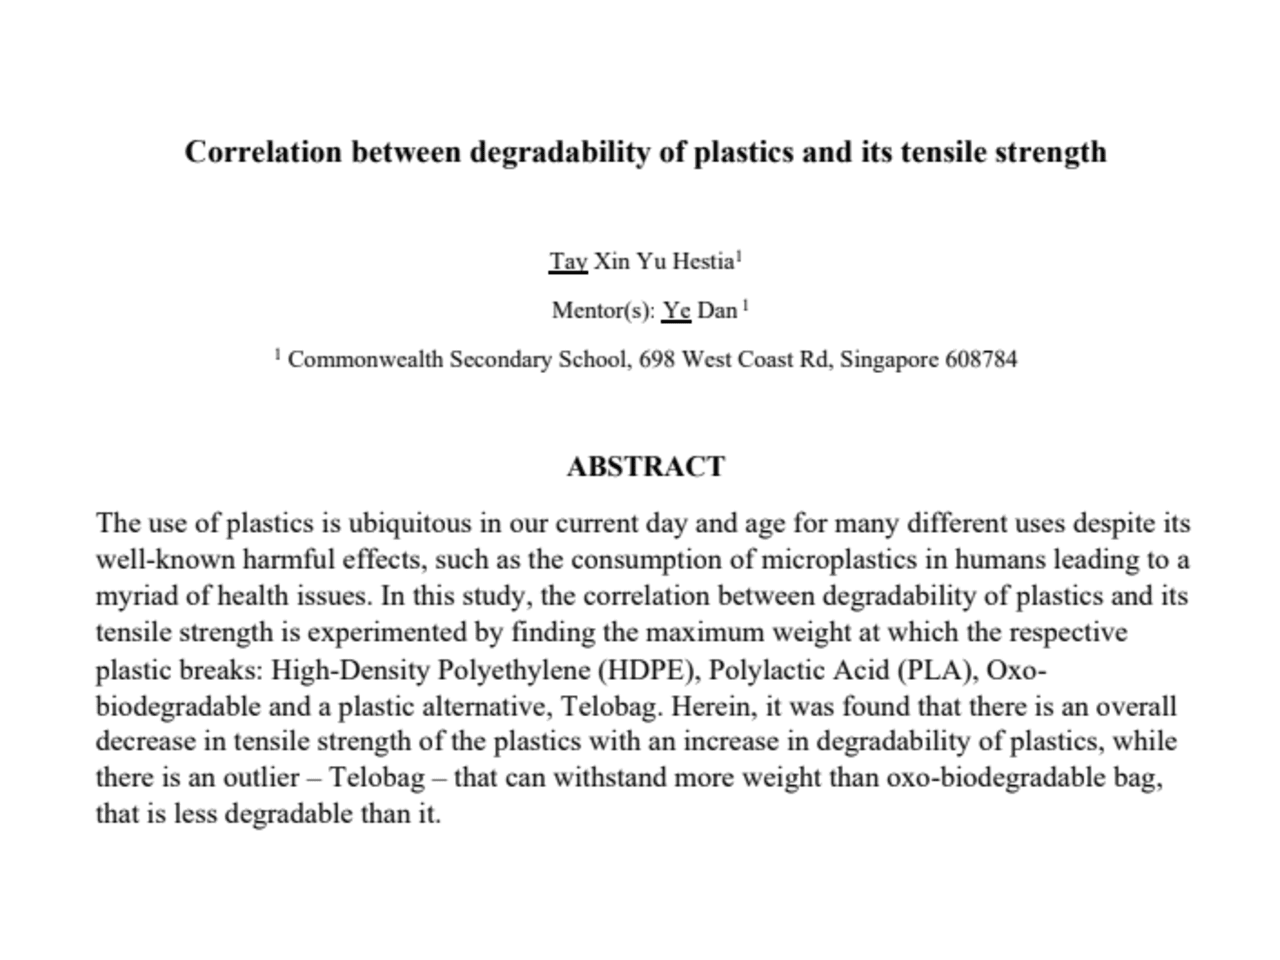 Correlation between degradability of plastics and its tensile strength
Tay Xin Yu Hestia¹
Mentor(s): Ye Dan ¹
¹ Commonwealth Secondary School, 698 West Coast Rd, Singapore 608784
ABSTRACT
The use of plastics is ubiquitous in our current day and age for many different uses despite its
well-known harmful effects, such as the consumption of microplastics in humans leading to a
myriad of health issues. In this study, the correlation between degradability of plastics and its
tensile strength is experimented by finding the maximum weight at which the respective
plastic breaks: High-Density Polyethylene (HDPE), Polylactic Acid (PLA), Oxo-
biodegradable and a plastic alternative, Telobag. Herein, it was found that there is an overall
decrease in tensile strength of the plastics with an increase in degradability of plastics, while
there is an outlier – Telobag – that can withstand more weight than oxo-biodegradable bag,
that is less degradable than it.